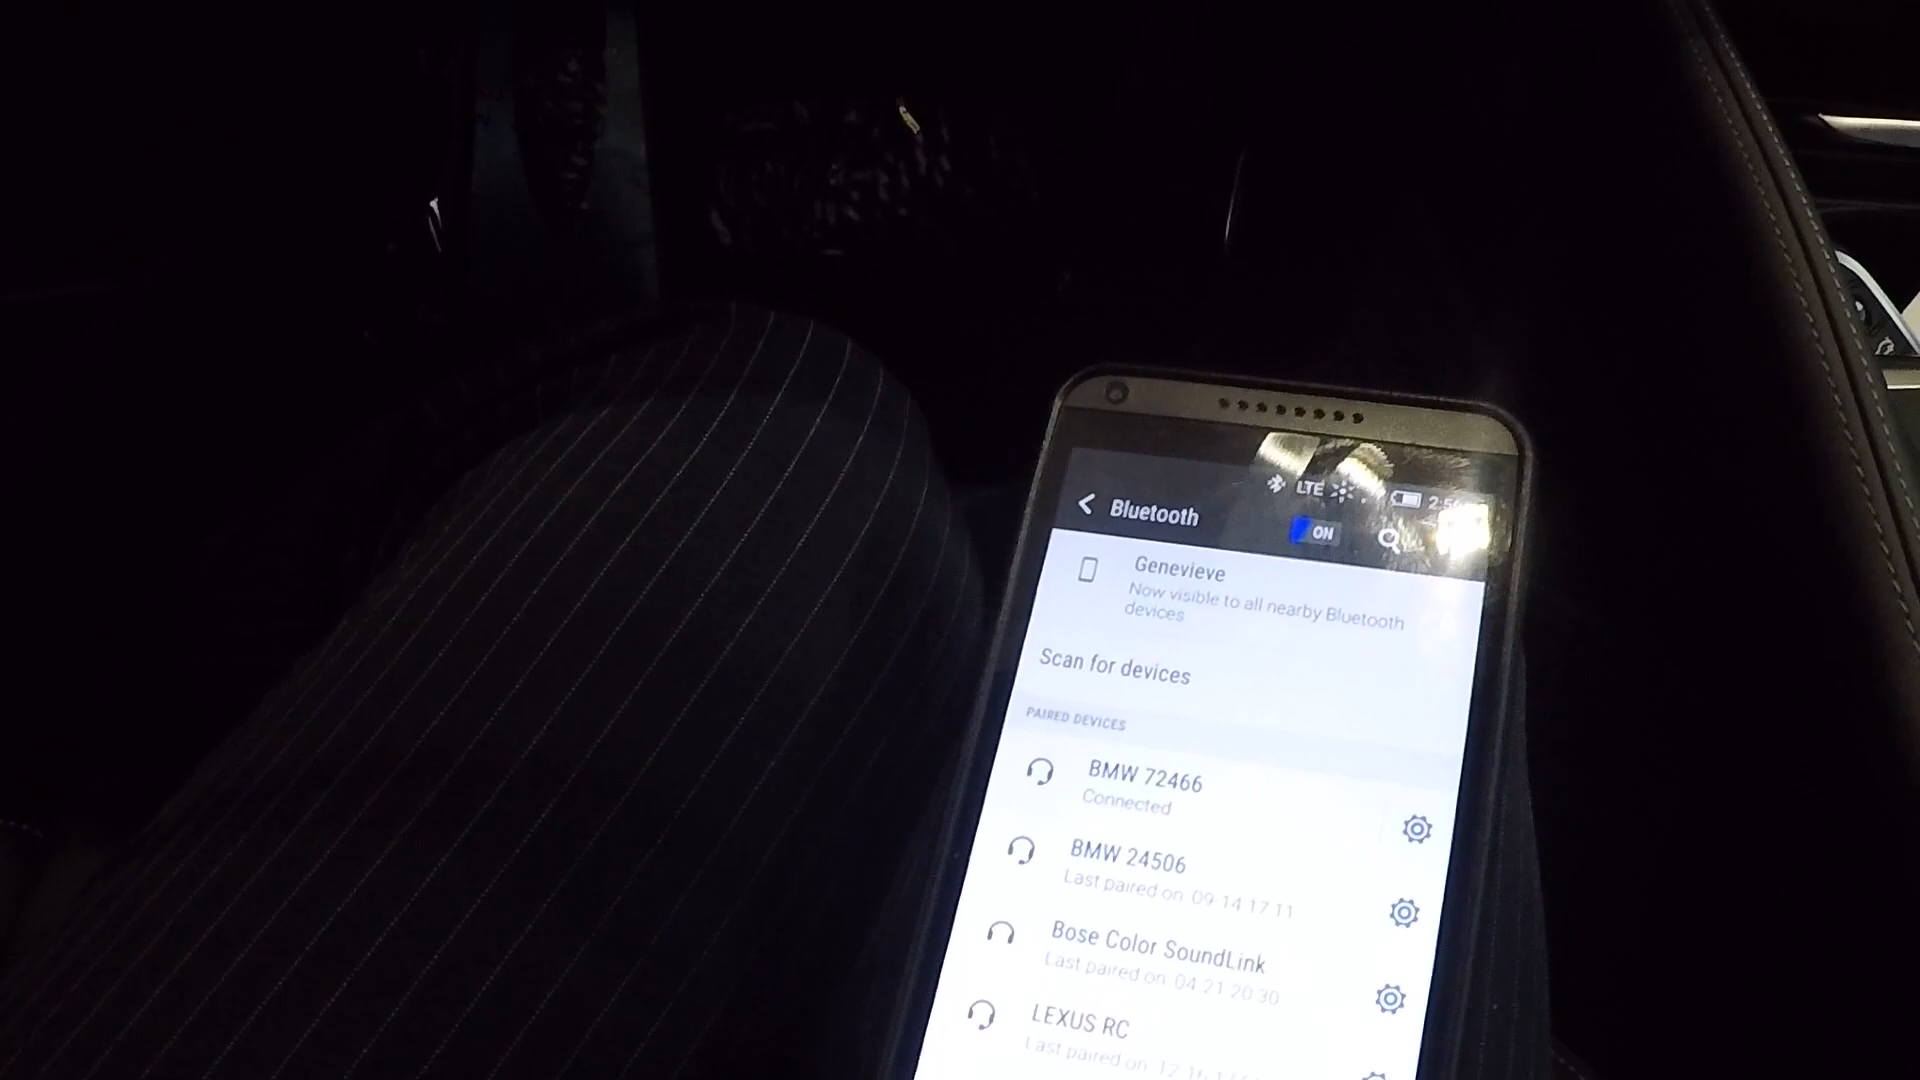 LTE
Bluetooth
ON
Genevieve
Now visible to all nearby Bluetooth
devices
Scan for devices
PAIRED DEVICES
BMW 72466
Connected
BMW 24506
Last paired on 09-14 17:11
Bose Color SoundLink
Last paired on 04-21 20:30
LEXUS RC
Last paired on